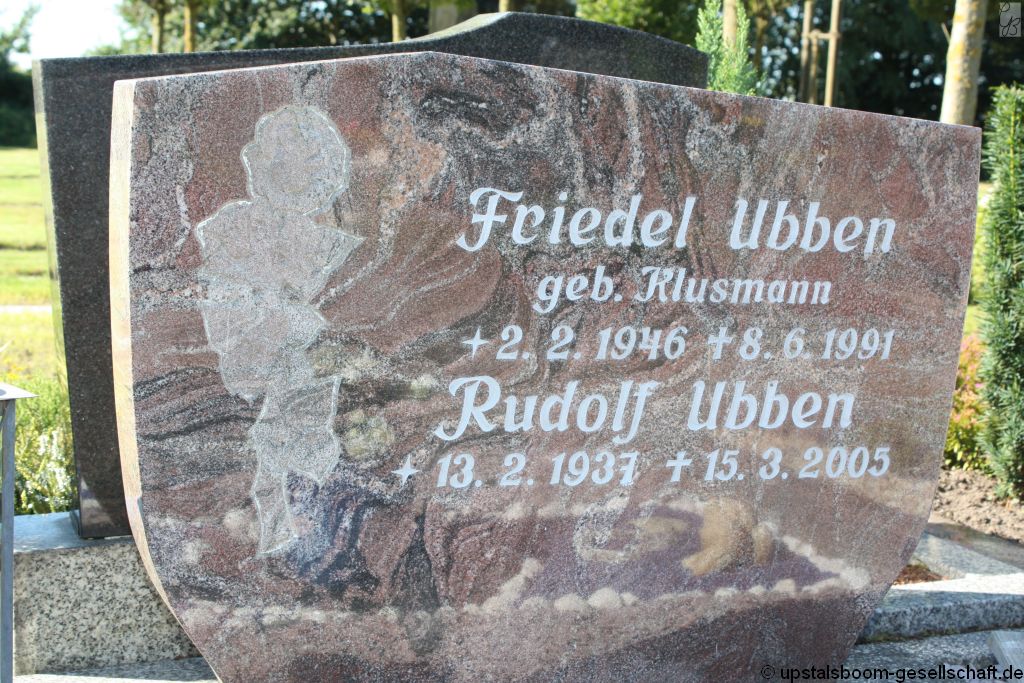 Friedel Ubben
geb. Klusmann
2. 2. 1946 ✝ 8. 6. 1991
Rudolf Ubben
13. 2. 1937 ✝ 15. 3. 2005
© upstalsboom-gesellschaft.de